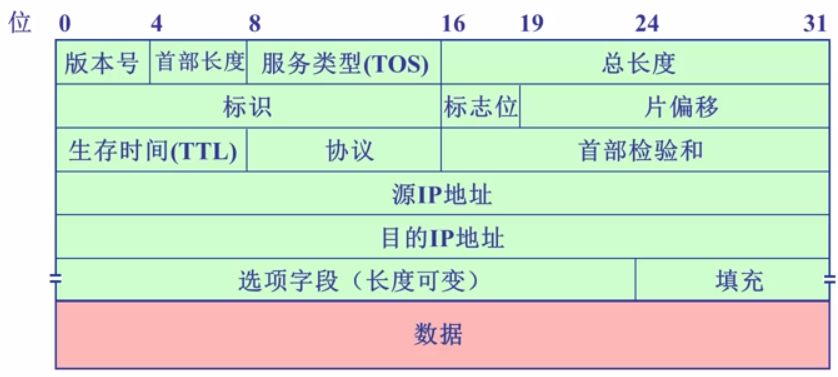 位 0 4 8 16 19 24 31
版本号 首部长度 服务类型(TOS) 总长度
标识 标志位 片偏移
生存时间(TTL) 协议 首部检验和
源IP地址
目的IP地址
选项字段（长度可变） 填充
数据